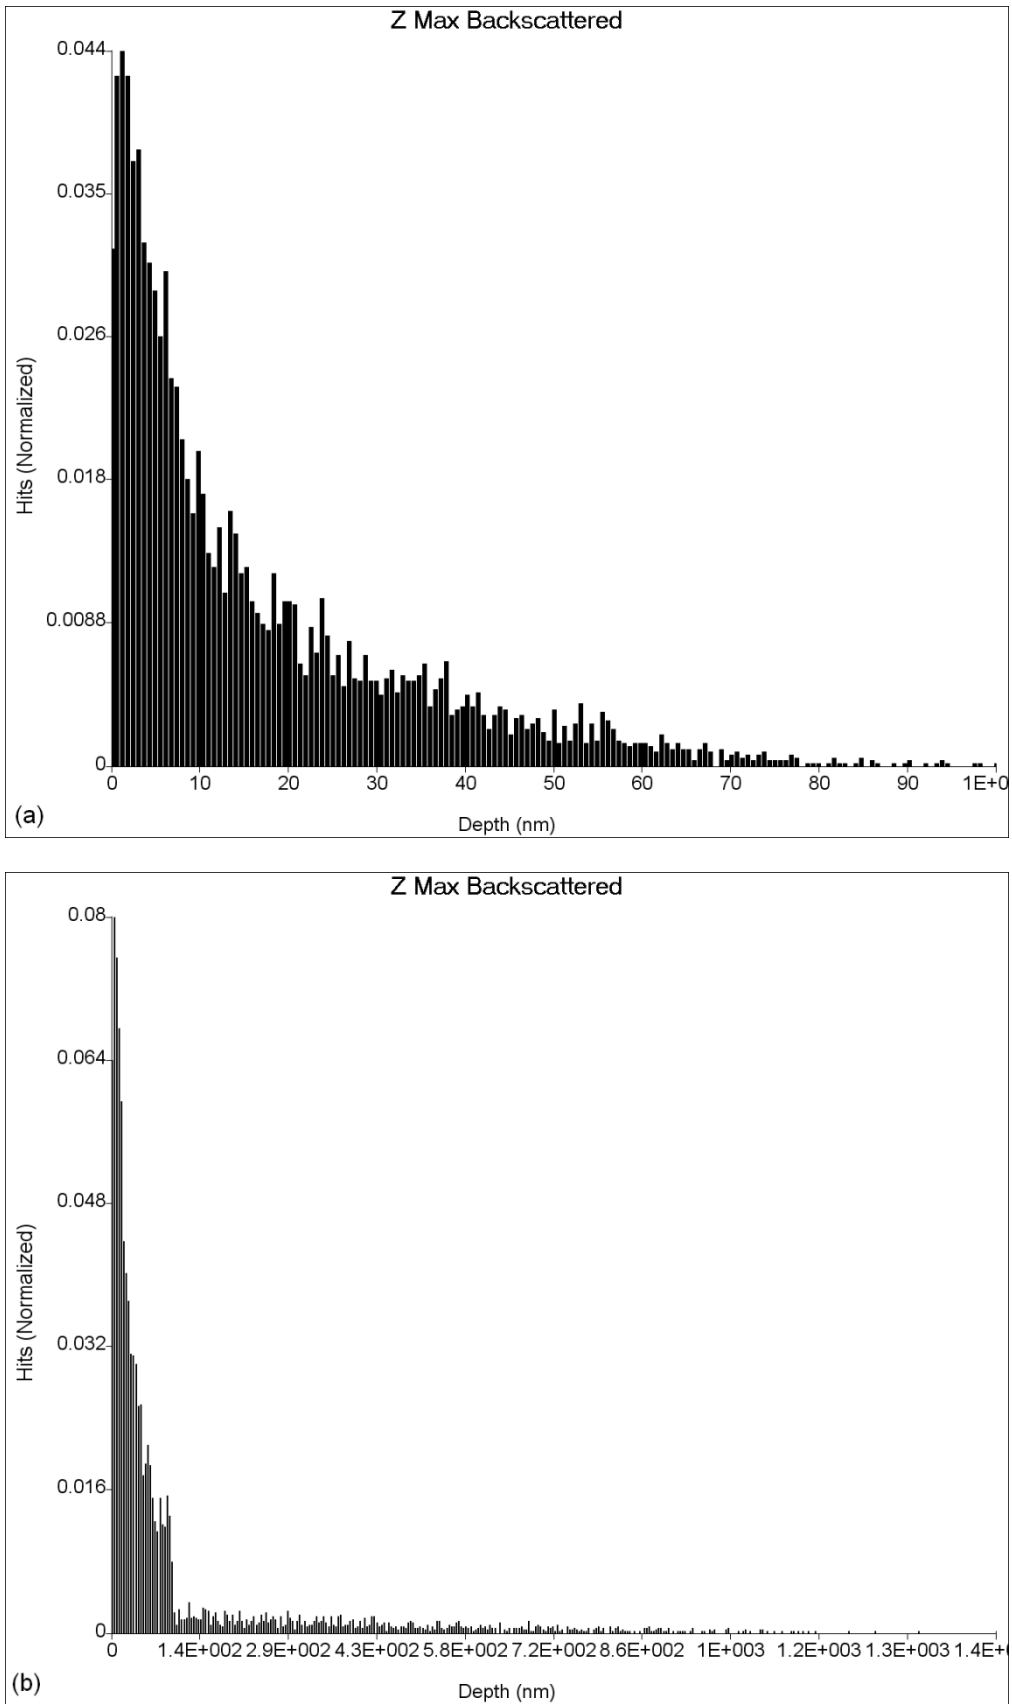 Z Max Backscattered
0.044
0.035
0.026
0.018
0.0088
0
Hits (Normalized)
0 10 20 30 40 50 60 70 80 90 1E+0
Depth (nm)
(a)
Z Max Backscattered
0.08
0.064
0.048
0.032
0.016
0
Hits (Normalized)
0 1.4E+002 2.9E+002 4.3E+002 5.8E+002 7.2E+002 8.6E+002 1E+003 1.2E+003 1.3E+003 1.4E+
Depth (nm)
(b)